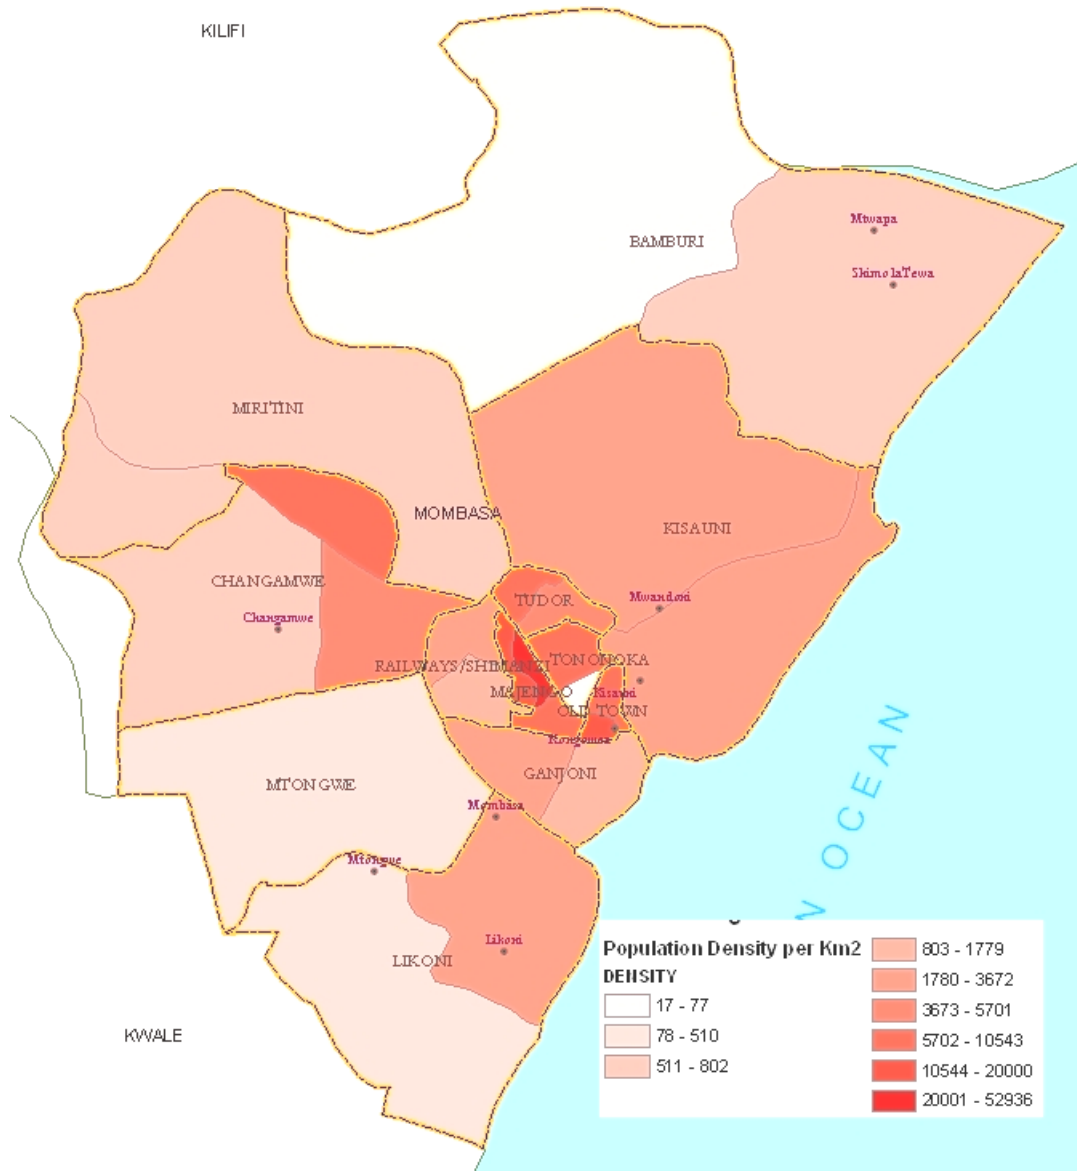 KILIFI
Mtwapa
BAMBURI
Shimo laTewa
MIRITINI
MOMBASA
KISAUNI
CHANGAMWE
TUDOR
Mwandoni
Changamwe
TONONOKA
RAILWAYS/SHIMANZI
MAJENGO
Kisauni
OLD TOWN
Kongowea
GANJONI
MTONGWE
Mombasa
Mtongwe
Likoni
LIKONI
KWALE
N OCEAN
Population Density per Km2
DENSITY
17 - 77
78 - 510
511 - 802
803 - 1779
1780 - 3672
3673 - 5701
5702 - 10543
10544 - 20000
20001 - 52936